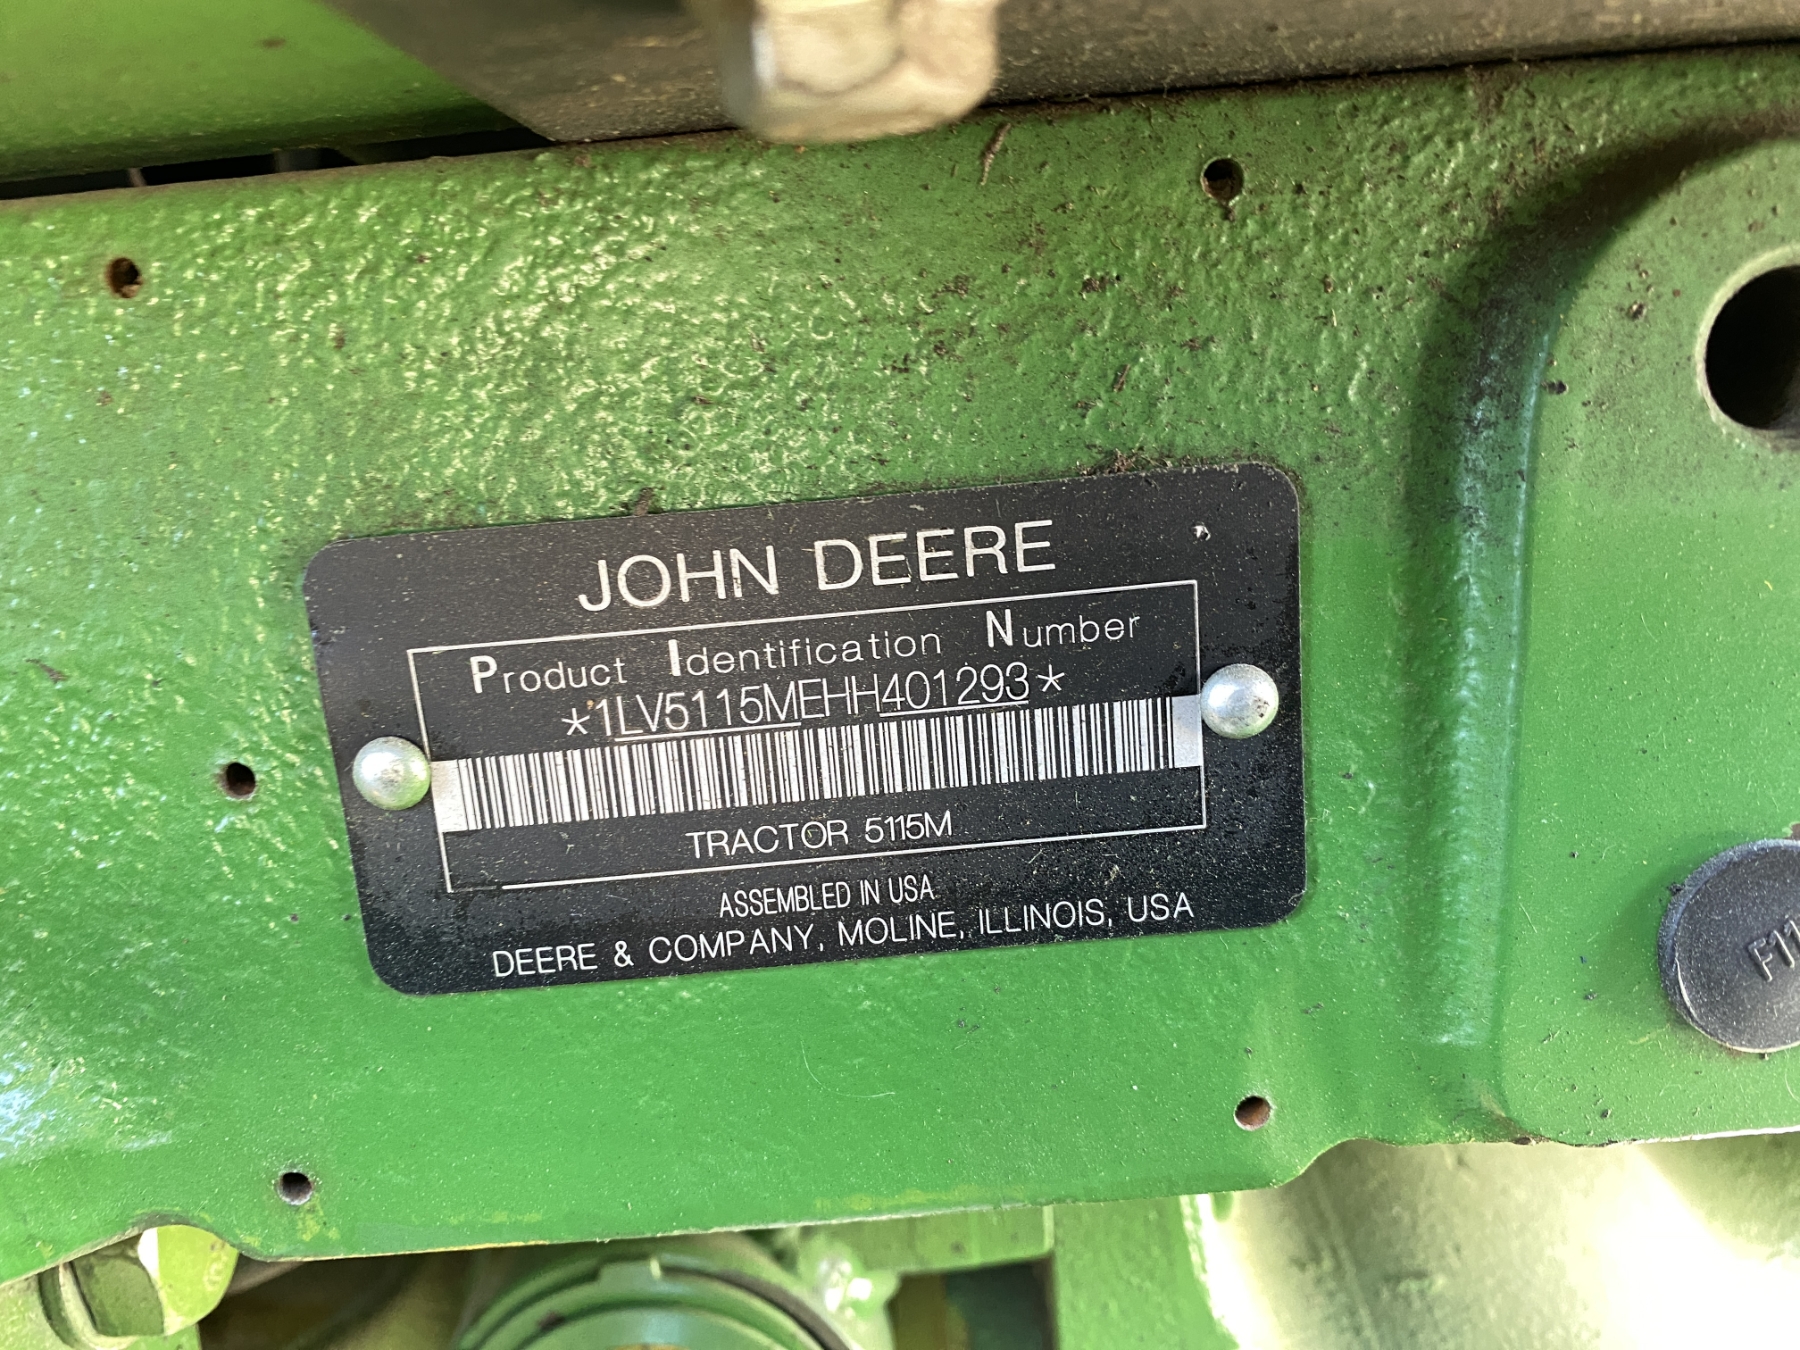 JOHN DEERE
Product Identification Number
*1LV5115MEHH401293*
TRACTOR 5115M
ASSEMBLED IN USA
DEERE & COMPANY, MOLINE, ILLINOIS, USA